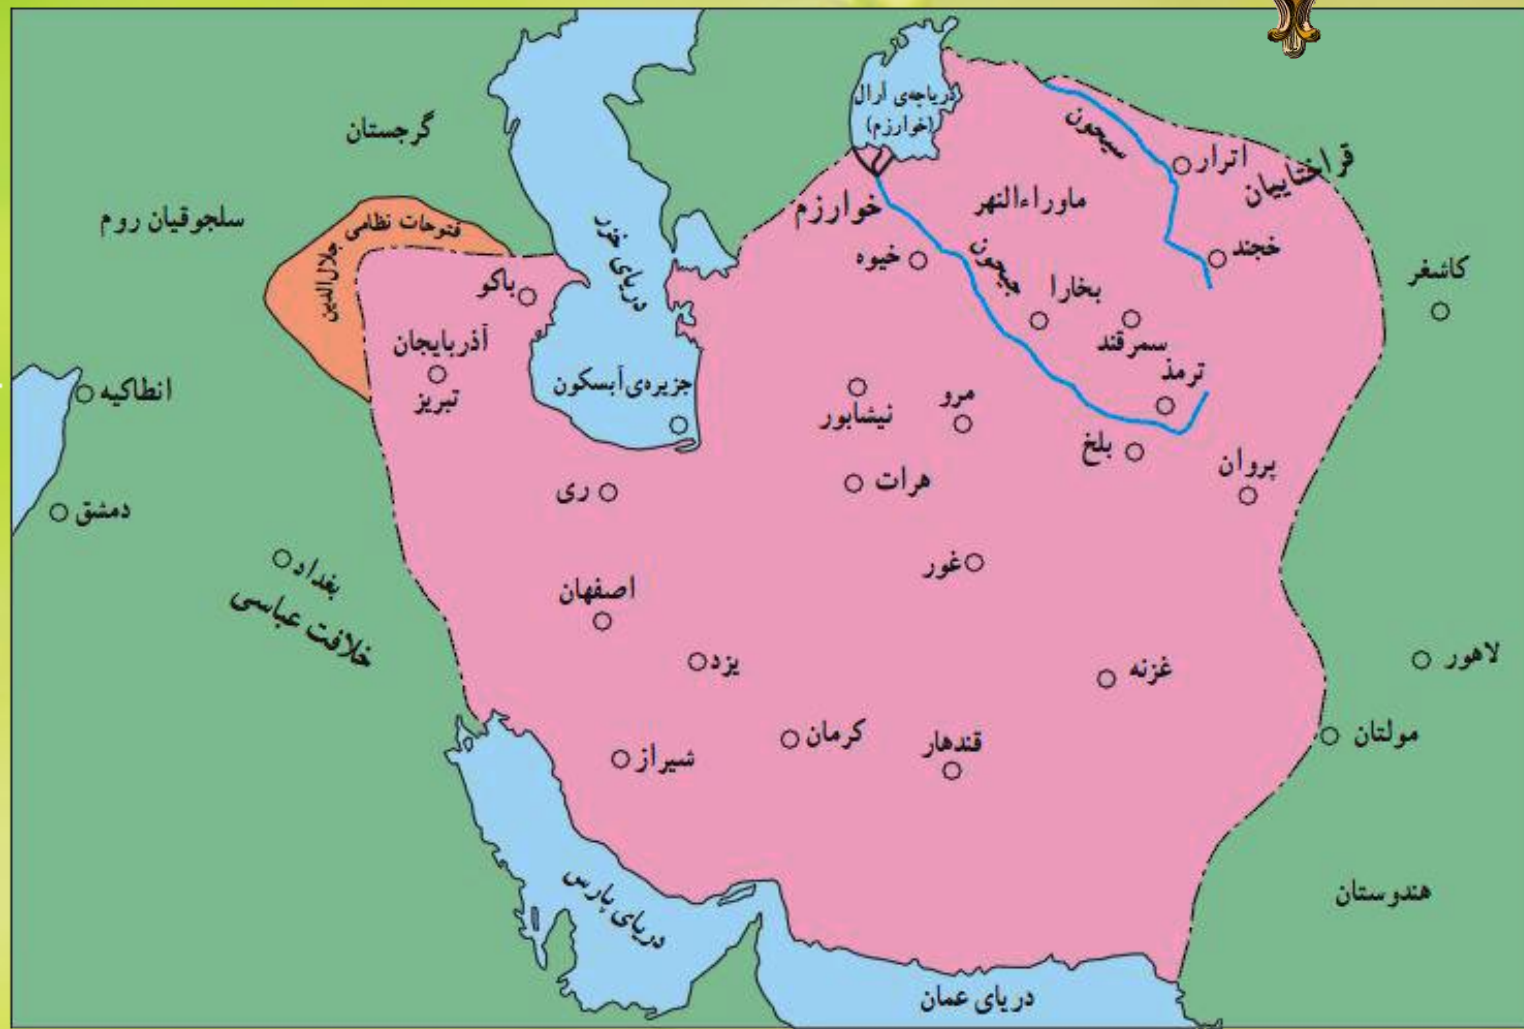 دریاچه‌ی آرال
(خوارزم)
گرجستان
سیحون
اترار
قراختاییان
سلجوقیان روم
فتوحات نظامی جلال‌الدین
دریای خزر
خوارزم
ماوراءالنهر
خجند
کاشغر
خیوه
جیحون
بخارا
باکو
سمرقند
آذربایجان
تبریز
ترمذ
انطاکیه
جزیره‌ی آبسکون
نیشابور
مرو
بلخ
پروان
ری
هرات
دمشق
بغداد
خلافت عباسی
غور
اصفهان
یزد
غزنه
لاهور
مولتان
کرمان
قندهار
شیراز
دریای پارس
هندوستان
دریای عمان